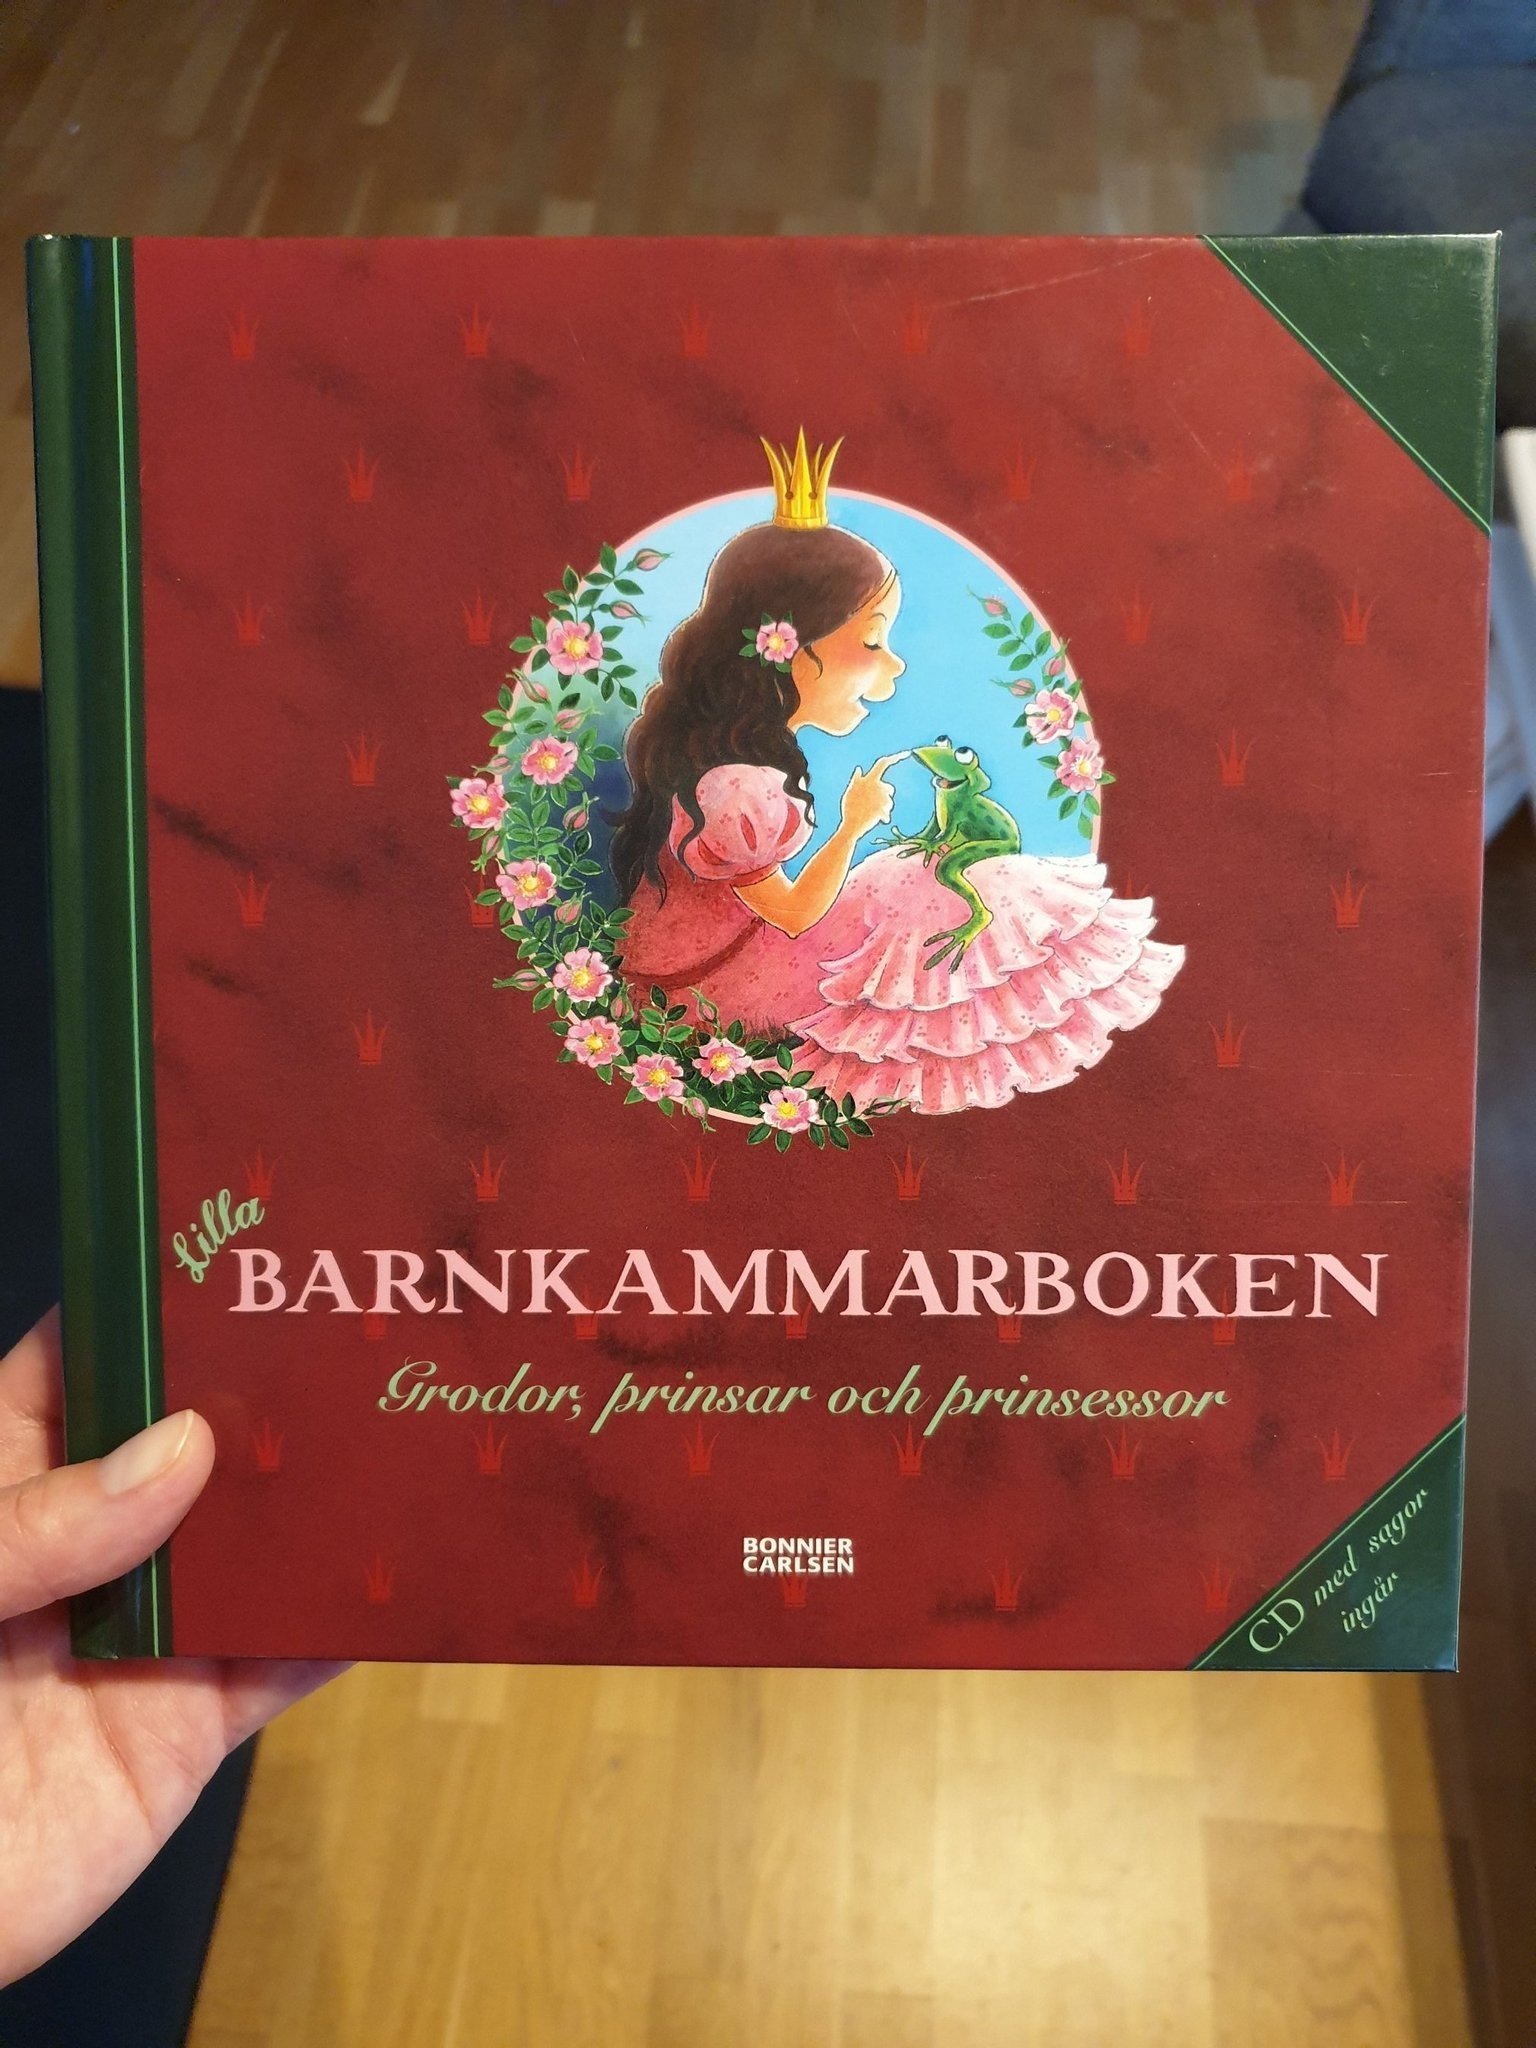 Lilla
BARNKAMMARBOKEN
Grodor, prinsar och prinsessor
BONNIER
CARLSEN
CD med sagor
ingår